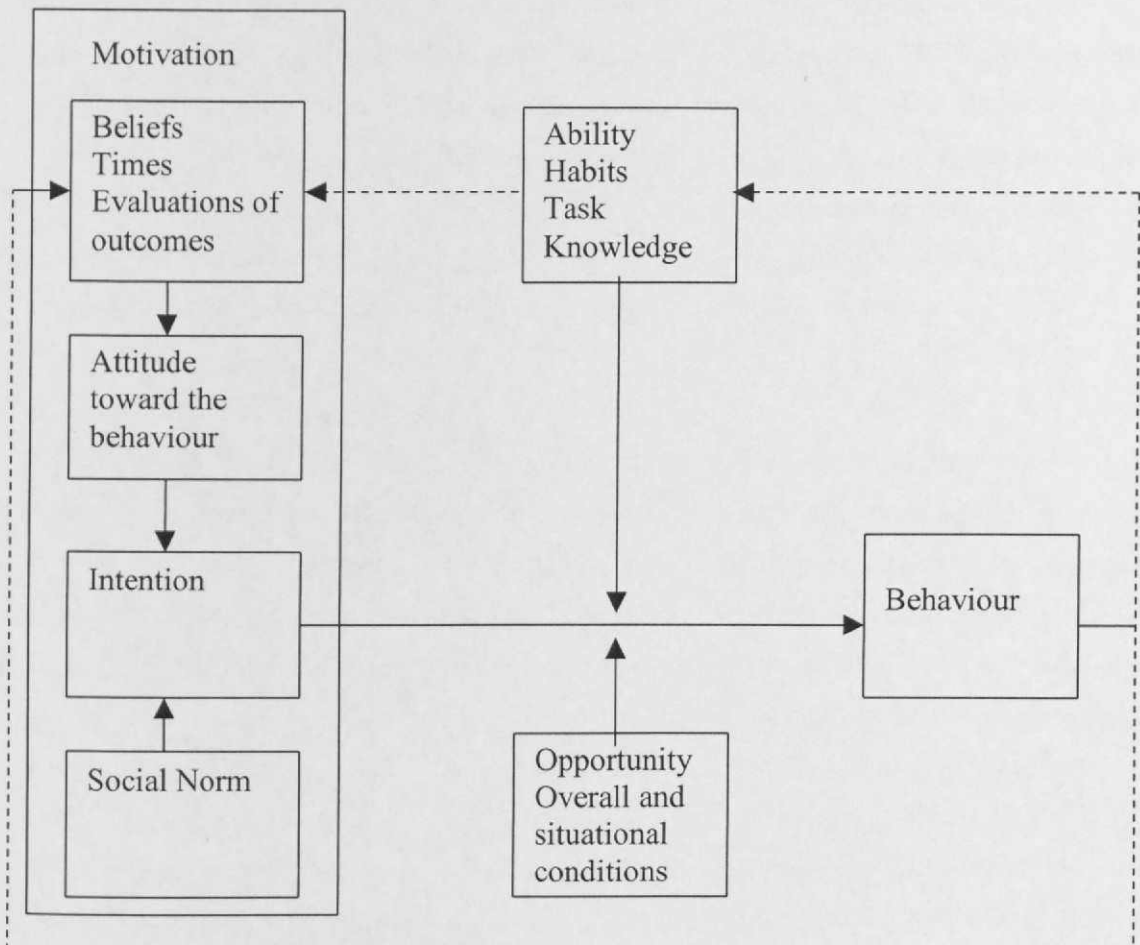 Motivation
Beliefs
Times
Evaluations of
outcomes
Attitude
toward the
behaviour
Intention
Social Norm
Ability
Habits
Task
Knowledge
Opportunity
Overall and
situational
conditions
Behaviour